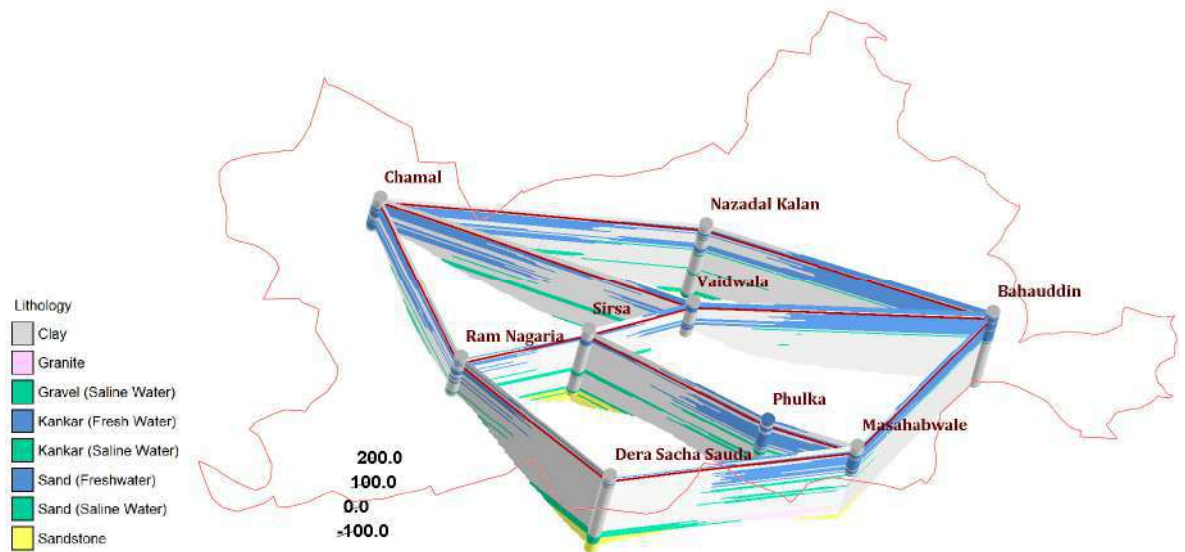 Chamal
Nazadal Kalan
Vaidwala
Bahauddin
Sirsa
Ram Nagaria
Phulka
Masahabwale
Dera Sacha Sauda
Lithology
Clay
Granite
Gravel (Saline Water)
Kankar (Fresh Water)
Kankar (Saline Water)
Sand (Freshwater)
Sand (Saline Water)
Sandstone
200.0
100.0
0.0
-100.0